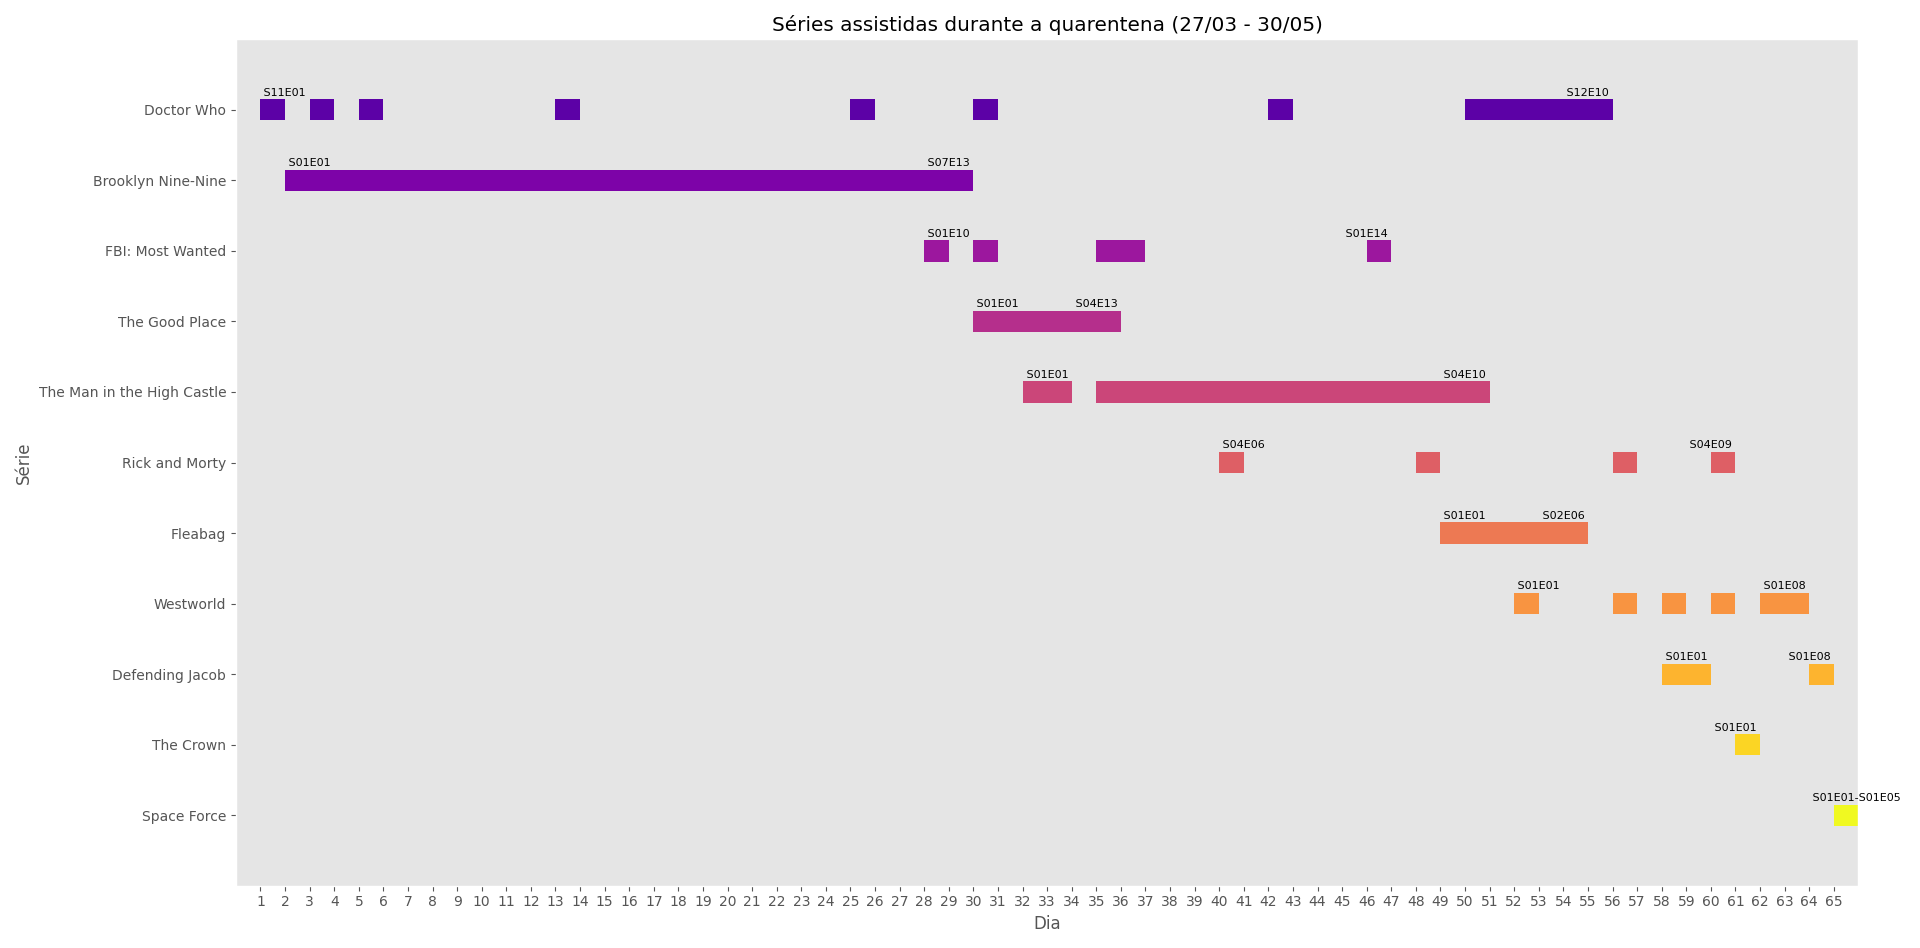 Séries assistidas durante a quarentena (27/03 - 30/05)
Série
Doctor Who
S11E01
S12E10
Brooklyn Nine-Nine
S01E01
S07E13
FBI: Most Wanted
S01E10
S01E14
The Good Place
S01E01
S04E13
The Man in the High Castle
S01E01
S04E10
Rick and Morty
S04E06
S04E09
Fleabag
S01E01
S02E06
Westworld
S01E01
S01E08
Defending Jacob
S01E01
S01E08
The Crown
S01E01
Space Force
S01E01-S01E05
1 2 3 4 5 6 7 8 9 10 11 12 13 14 15 16 17 18 19 20 21 22 23 24 25 26 27 28 29 30 31 32 33 34 35 36 37 38 39 40 41 42 43 44 45 46 47 48 49 50 51 52 53 54 55 56 57 58 59 60 61 62 63 64 65
Dia